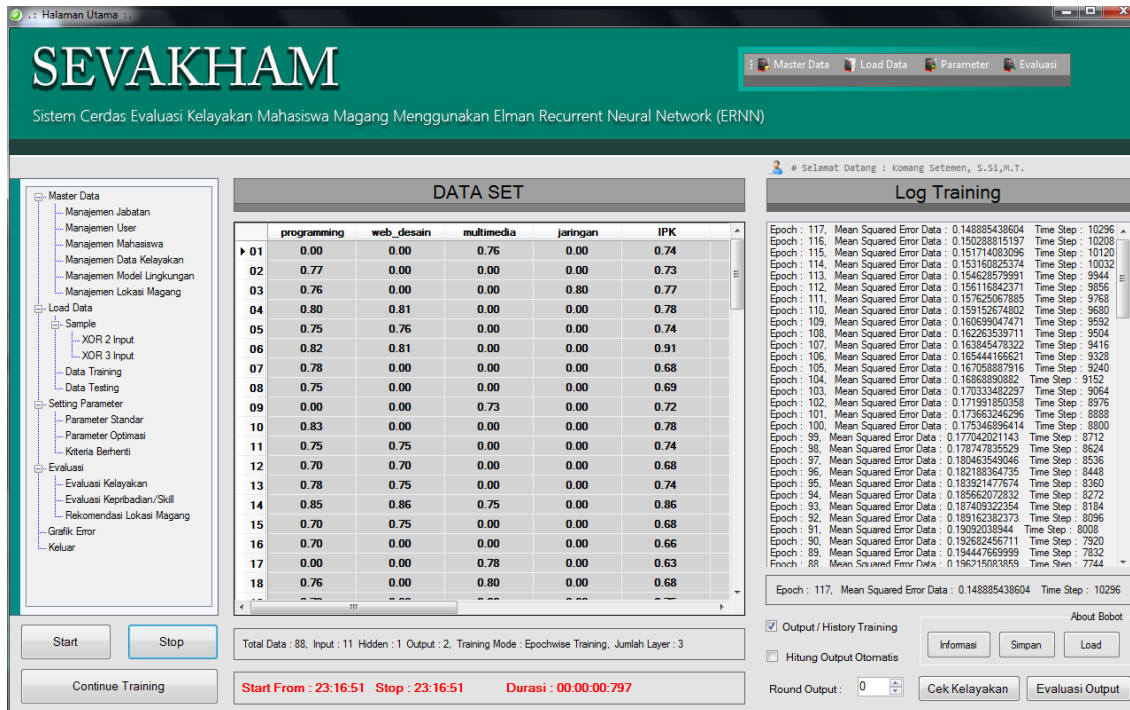 .: Halaman Utama :.
SEVAKHAM
Master Data Load Data Parameter Evaluasi
Sistem Cerdas Evaluasi Kelayakan Mahasiswa Magang Menggunakan Elman Recurrent Neural Network (ERNN)
# Selamat Datang : Komang Setemen, S.Si,M.T.
Master Data
Manajemen Jabatan
Manajemen User
Manajemen Mahasiswa
Manajemen Data Kelayakan
Manajemen Model Lingkungan
Manajemen Lokasi Magang
Load Data
Sample
XOR 2 Input
XOR 3 Input
Data Training
Data Testing
Setting Parameter
Parameter Standar
Parameter Optimasi
Kriteria Berhenti
Evaluasi
Evaluasi Kelayakan
Evaluasi Kepribadian/Skill
Rekomendasi Lokasi Magang
Grafik Error
Keluar
Start Stop
Continue Training
DATA SET
programming web_desain multimedia jaringan IPK
01 0.00 0.00 0.76 0.00 0.74
02 0.77 0.00 0.00 0.00 0.73
03 0.76 0.00 0.00 0.80 0.77
04 0.80 0.81 0.00 0.00 0.78
05 0.75 0.76 0.00 0.00 0.74
06 0.82 0.81 0.00 0.00 0.91
07 0.78 0.00 0.00 0.00 0.68
08 0.75 0.00 0.00 0.00 0.69
09 0.00 0.00 0.73 0.00 0.72
10 0.83 0.00 0.00 0.00 0.78
11 0.75 0.75 0.00 0.00 0.74
12 0.70 0.70 0.00 0.00 0.68
13 0.78 0.75 0.00 0.00 0.74
14 0.85 0.86 0.75 0.00 0.86
15 0.70 0.75 0.00 0.00 0.68
16 0.70 0.00 0.00 0.00 0.66
17 0.00 0.00 0.78 0.00 0.63
18 0.76 0.00 0.80 0.00 0.68
Total Data : 88, Input : 11 Hidden : 1 Output : 2, Training Mode : Epochwise Training, Jumlah Layer : 3
Start From : 23:16:51 Stop : 23:16:51 Durasi : 00:00:00:797
Log Training
Epoch : 117, Mean Squared Error Data : 0.148885438604 Time Step : 10296
Epoch : 116, Mean Squared Error Data : 0.150288815197 Time Step : 10208
Epoch : 115, Mean Squared Error Data : 0.151714083096 Time Step : 10120
Epoch : 114, Mean Squared Error Data : 0.153160825374 Time Step : 10032
Epoch : 113, Mean Squared Error Data : 0.154628579991 Time Step : 9944
Epoch : 112, Mean Squared Error Data : 0.156116842371 Time Step : 9856
Epoch : 111, Mean Squared Error Data : 0.157625067885 Time Step : 9768
Epoch : 110, Mean Squared Error Data : 0.159152674802 Time Step : 9680
Epoch : 109, Mean Squared Error Data : 0.160699047471 Time Step : 9592
Epoch : 108, Mean Squared Error Data : 0.162263539711 Time Step : 9504
Epoch : 107, Mean Squared Error Data : 0.163845478322 Time Step : 9416
Epoch : 106, Mean Squared Error Data : 0.165444166621 Time Step : 9328
Epoch : 105, Mean Squared Error Data : 0.167058887916 Time Step : 9240
Epoch : 104, Mean Squared Error Data : 0.16868890882 Time Step : 9152
Epoch : 103, Mean Squared Error Data : 0.170333482297 Time Step : 9064
Epoch : 102, Mean Squared Error Data : 0.171991850358 Time Step : 8976
Epoch : 101, Mean Squared Error Data : 0.173663246296 Time Step : 8888
Epoch : 100, Mean Squared Error Data : 0.175346896414 Time Step : 8800
Epoch : 99, Mean Squared Error Data : 0.177042021143 Time Step : 8712
Epoch : 98, Mean Squared Error Data : 0.178747835529 Time Step : 8624
Epoch : 97, Mean Squared Error Data : 0.180463549046 Time Step : 8536
Epoch : 96, Mean Squared Error Data : 0.182188364735 Time Step : 8448
Epoch : 95, Mean Squared Error Data : 0.183921477674 Time Step : 8360
Epoch : 94, Mean Squared Error Data : 0.185662072832 Time Step : 8272
Epoch : 93, Mean Squared Error Data : 0.187409322354 Time Step : 8184
Epoch : 92, Mean Squared Error Data : 0.189162382373 Time Step : 8096
Epoch : 91, Mean Squared Error Data : 0.19092038944 Time Step : 8008
Epoch : 90, Mean Squared Error Data : 0.192682456711 Time Step : 7920
Epoch : 89, Mean Squared Error Data : 0.194447669999 Time Step : 7832
Epoch : 88, Mean Squared Error Data : 0.196215083859 Time Step : 7744
Epoch : 117, Mean Squared Error Data : 0.148885438604 Time Step : 10296
Output / History Training
Hitung Output Otomatis
About Bobot
Informasi Simpan Load
Round Output : 0 Cek Kelayakan Evaluasi Output